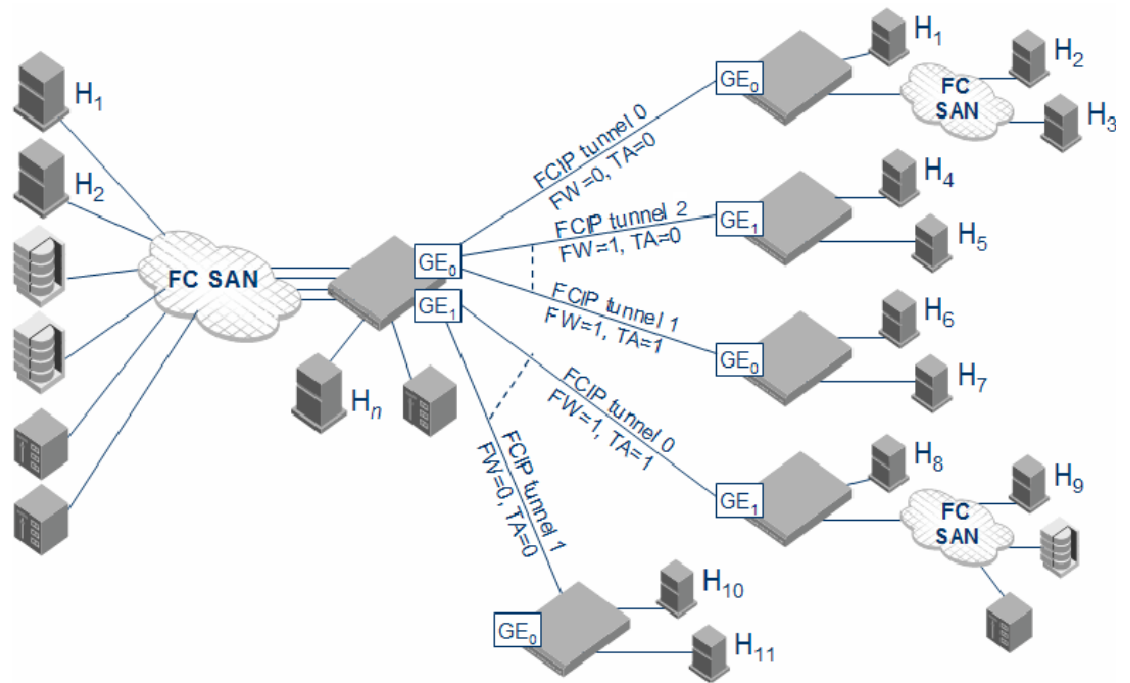 H1
H2
FC SAN
GE0
GE1
Hn
FCIP tunnel 0
FW=0, TA=0
FCIP tunnel 2
FW=1, TA=0
FCIP tunnel 1
FW=1, TA=1
FCIP tunnel 0
FW=1, TA=1
FCIP tunnel 1
FW=0, TA=0
GE0
H1
FC
SAN
H2
H3
GE1
H4
H5
GE0
H6
H7
GE1
H8
FC
SAN
H9
GE0
H10
H11